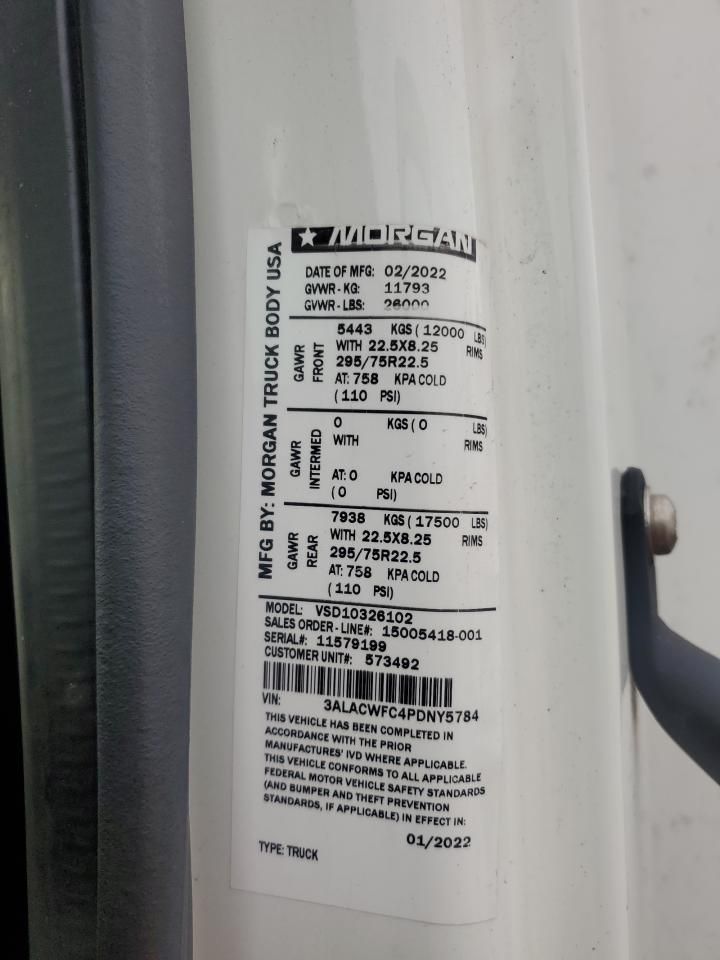 MORGAN
MFG BY: MORGAN TRUCK BODY USA
DATE OF MFG: 02/2022
GVWR - KG: 11793
GVWR - LBS: 26000
GAWR FRONT
5443 KGS ( 12000 LBS)
WITH 22.5X8.25 RIMS
295/75R22.5
AT: 758 KPA COLD
( 110 PSI)
GAWR INTERMED
0 KGS ( 0 LBS)
WITH RIMS
AT: 0 KPA COLD
( 0 PSI)
GAWR REAR
7938 KGS ( 17500 LBS)
WITH 22.5X8.25 RIMS
295/75R22.5
AT: 758 KPA COLD
( 110 PSI)
MODEL: VSD10326102
SALES ORDER - LINE#: 15005418-001
SERIAL#: 11579199
CUSTOMER UNIT#: 573492
VIN: 3ALACWFC4PDNY5784
THIS VEHICLE HAS BEEN COMPLETED IN
ACCORDANCE WITH THE PRIOR
MANUFACTURES' IVD WHERE APPLICABLE.
THIS VEHICLE CONFORMS TO ALL APPLICABLE
FEDERAL MOTOR VEHICLE SAFETY STANDARDS
(AND BUMPER AND THEFT PREVENTION
STANDARDS, IF APPLICABLE) IN EFFECT IN:
01/2022
TYPE: TRUCK